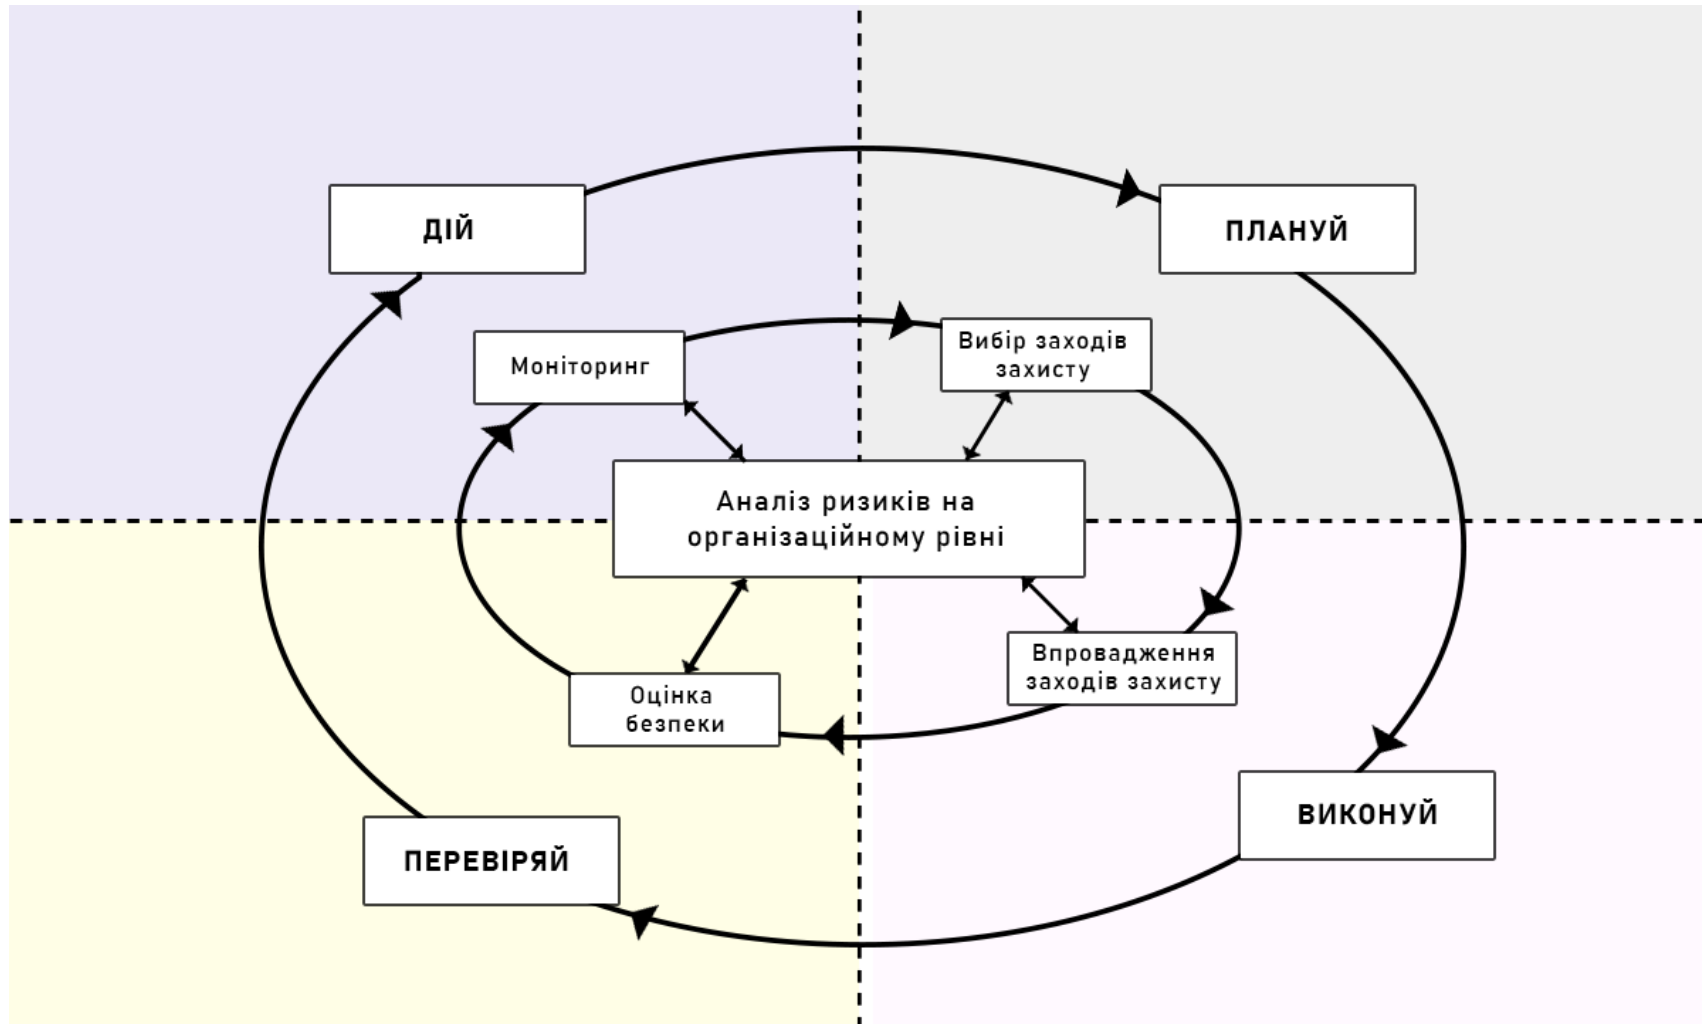 ДІЙ
ПЛАНУЙ
Моніторинг
Вибір заходів
захисту
Аналіз ризиків на
організаційному рівні
Впровадження
заходів захисту
Оцінка
безпеки
ВИКОНУЙ
ПЕРЕВІРЯЙ